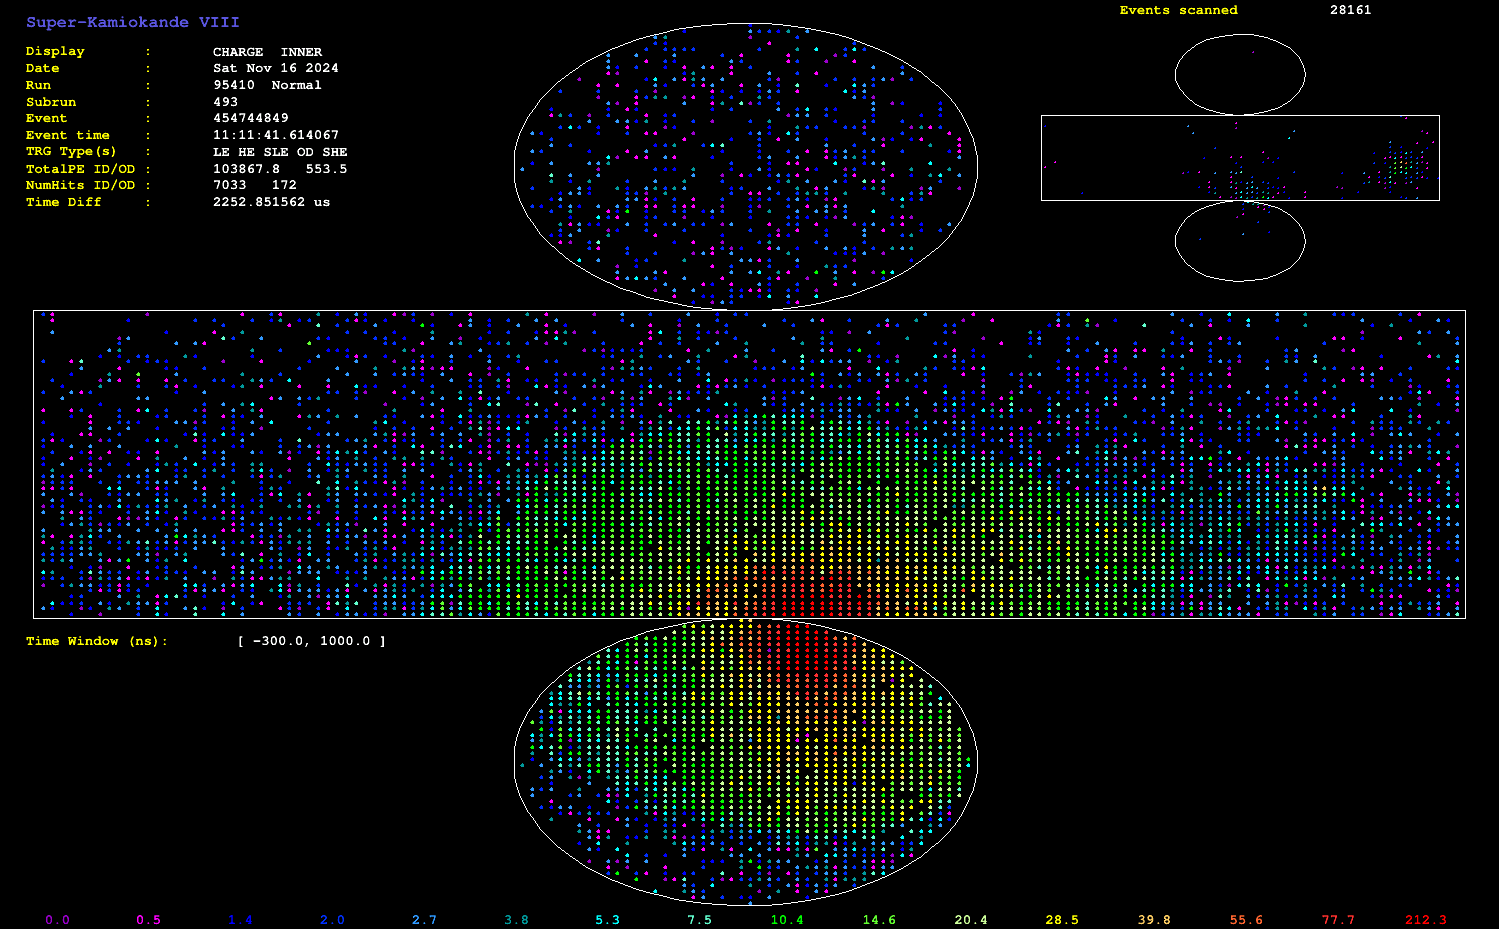 Super-Kamiokande VIII
Events scanned 28161
Display : CHARGE INNER
Date : Sat Nov 16 2024
Run : 95410 Normal
Subrun : 493
Event : 454744849
Event time : 11:11:41.614067
TRG Type(s) : LE HE SLE OD SHE
TotalPE ID/OD : 103867.8 553.5
NumHits ID/OD : 7033 172
Time Diff : 2252.851562 us
Time Window (ns): [ -300.0, 1000.0 ]
0.0 0.5 1.4 2.0 2.7 3.8 5.3 7.5 10.4 14.6 20.4 28.5 39.8 55.6 77.7 212.3